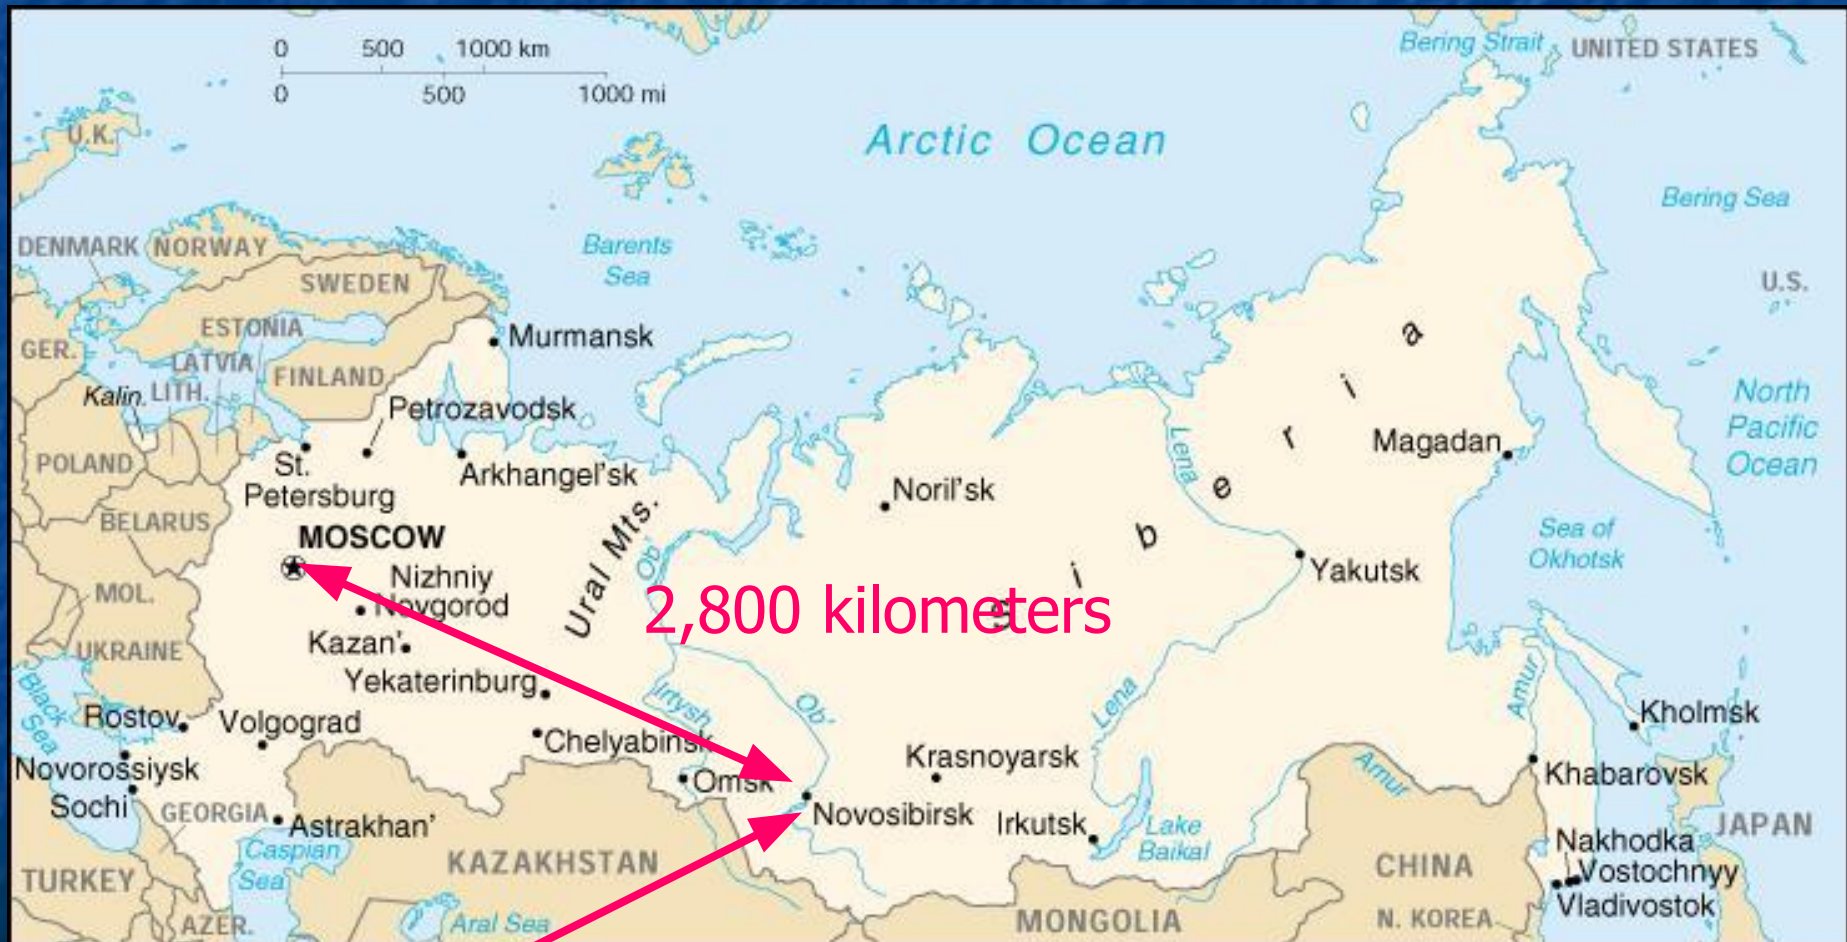 0 500 1000 km
0 500 1000 mi
Bering Strait
UNITED STATES
U.K.
Arctic Ocean
Bering Sea
DENMARK
NORWAY
Barents
Sea
SWEDEN
U.S.
ESTONIA
Murmansk
GER.
LATVIA
FINLAND
Kalin.
LITH.
Petrozavodsk
North
Pacific
Ocean
POLAND
St.
Petersburg
Arkhangel'sk
Noril'sk
Lena
Magadan
S i b e r i a
BELARUS
MOSCOW
Ural Mts.
Ob'
Sea of
Okhotsk
Nizhniy
Novgorod
2,800 kilometers
Yakutsk
MOL.
UKRAINE
Kazan'
Yekaterinburg
Irtysh
Ob'
Lena
Amur
Black
Sea
Rostov
Volgograd
Chelyabinsk
Kholmsk
Novorossiysk
Omsk
Krasnoyarsk
Amur
Khabarovsk
Sochi
GEORGIA
Astrakhan'
Novosibirsk
Irkutsk
Lake
Baikal
JAPAN
Caspian
Sea
KAZAKHSTAN
CHINA
Nakhodka
Vostochnyy
TURKEY
AZER.
Aral Sea
MONGOLIA
N. KOREA
Vladivostok